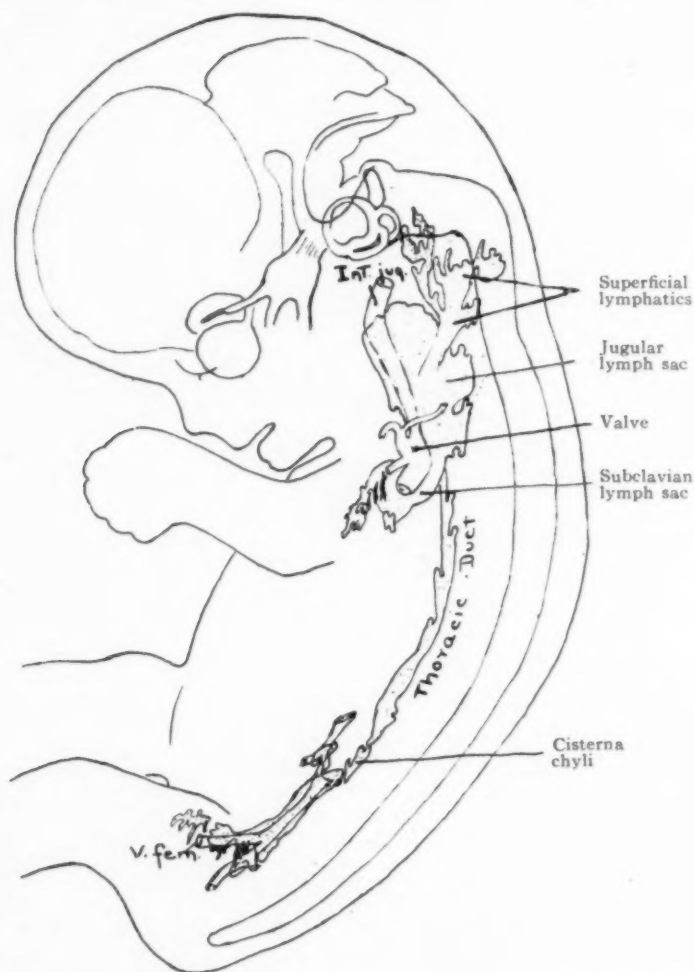 Int. jug.
Superficial
lymphatics
Jugular
lymph sac
Valve
Subclavian
lymph sac
Thoracic Duct
Cisterna
chyli
V. fem.